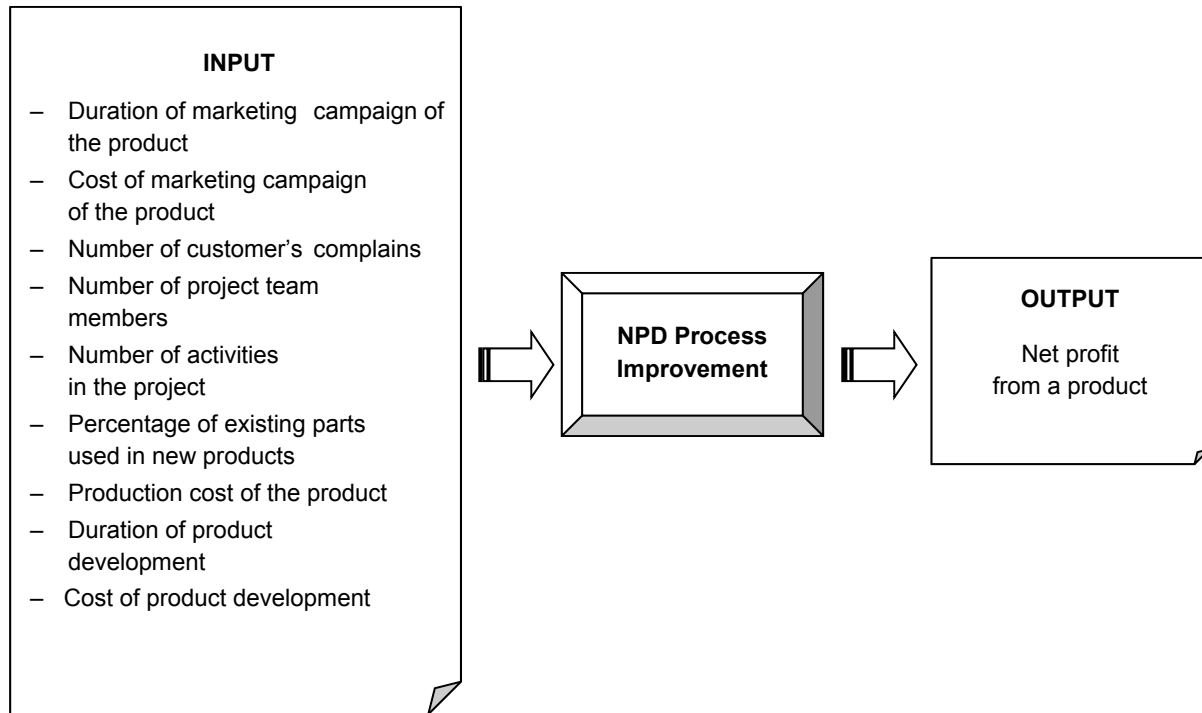 INPUT
– Duration of marketing campaign of
the product
– Cost of marketing campaign
of the product
– Number of customer’s complains
– Number of project team
members
– Number of activities
in the project
– Percentage of existing parts
used in new products
– Production cost of the product
– Duration of product
development
– Cost of product development
NPD Process
Improvement
OUTPUT
Net profit
from a product